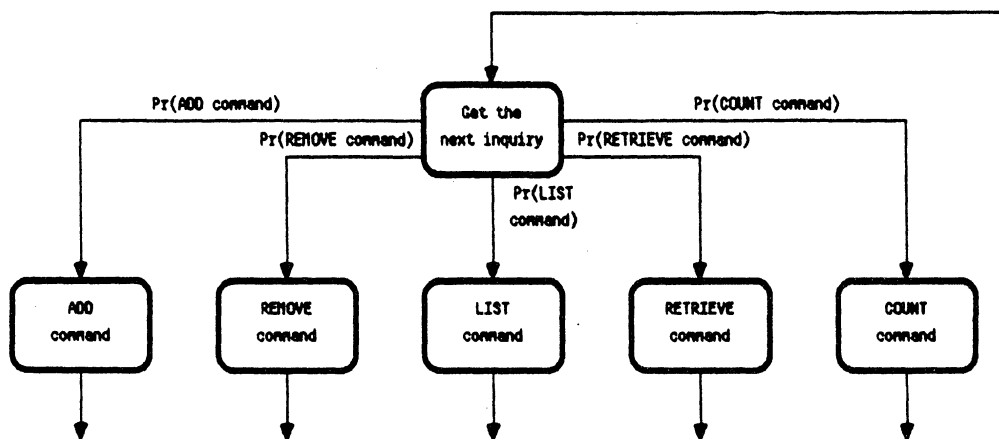 Pr(ADD command)
Get the
next inquiry
Pr(COUNT command)
Pr(REMOVE command)
Pr(RETRIEVE command)
Pr(LIST
command)
ADD
command
REMOVE
command
LIST
command
RETRIEVE
command
COUNT
command